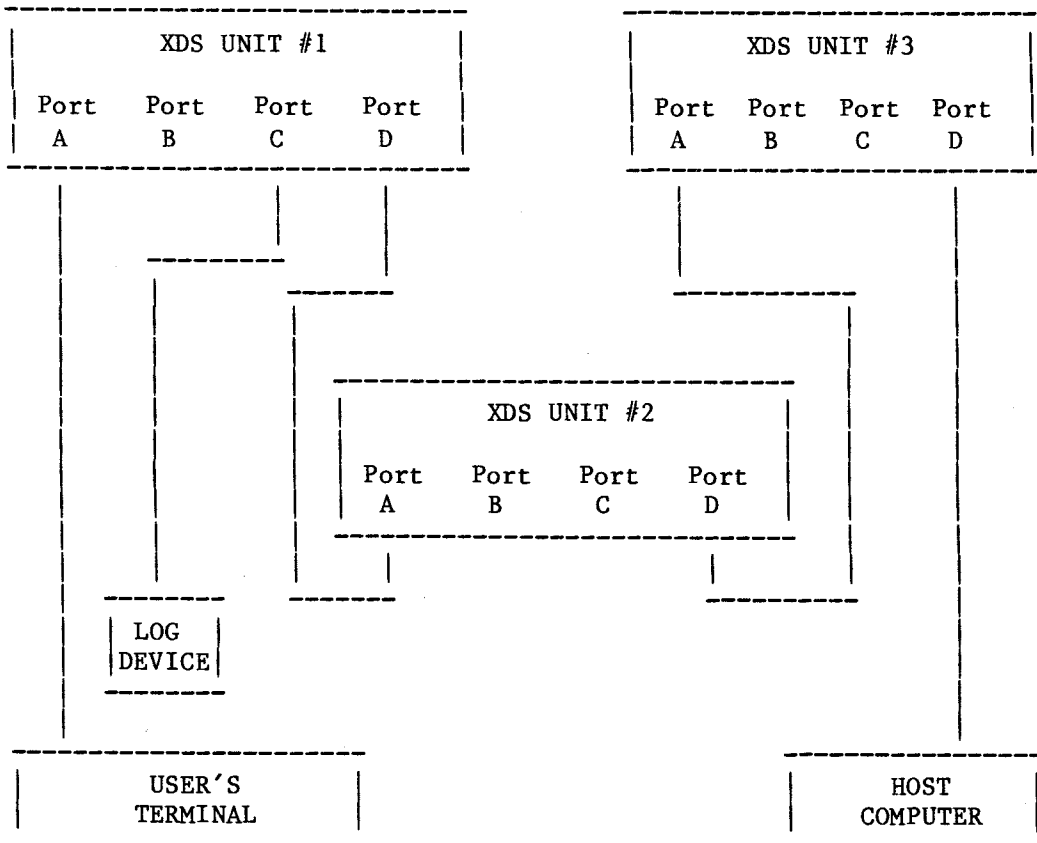 XDS UNIT #1
Port Port Port Port
A B C D
XDS UNIT #3
Port Port Port Port
A B C D
XDS UNIT #2
Port Port Port Port
A B C D
LOG
DEVICE
USER'S
TERMINAL
HOST
COMPUTER